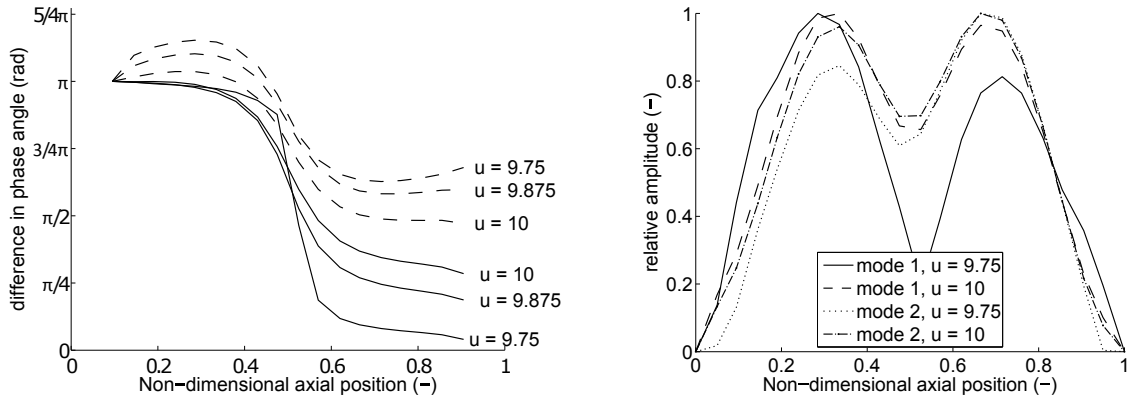 difference in phase angle (rad)
5/4π
π
3/4π
π/2
π/4
0
0
0.2
0.4
0.6
0.8
1
Non−dimensional axial position (−)
u = 9.75
u = 9.875
u = 10
u = 10
u = 9.875
u = 9.75
relative amplitude (−)
1
0.8
0.6
0.4
0.2
0
0
0.2
0.4
0.6
0.8
1
Non−dimensional axial position (−)
mode 1, u = 9.75
mode 1, u = 10
mode 2, u = 9.75
mode 2, u = 10